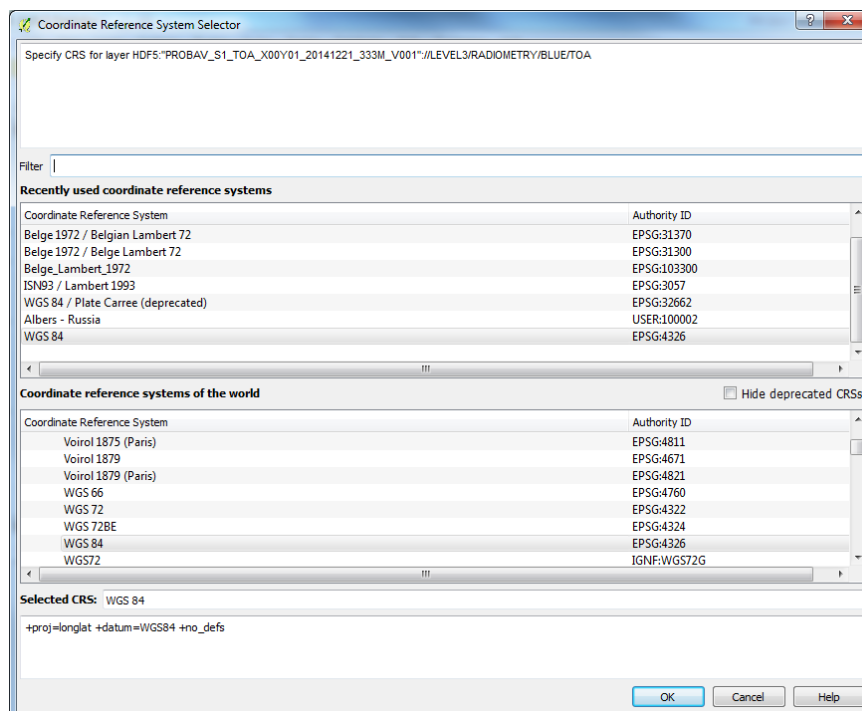 Coordinate Reference System Selector
Specify CRS for layer HDF5:"PROBAV_S1_TOA_X00Y01_20141221_333M_V001"://LEVEL3/RADIOMETRY/BLUE/TOA
Filter
Recently used coordinate reference systems
Coordinate Reference System Authority ID
Belge 1972 / Belgian Lambert 72 EPSG:31370
Belge 1972 / Belge Lambert 72 EPSG:31300
Belge_Lambert_1972 EPSG:103300
ISN93 / Lambert 1993 EPSG:3057
WGS 84 / Plate Carree (deprecated) EPSG:32662
Albers - Russia USER:100002
WGS 84 EPSG:4326
Coordinate reference systems of the world Hide deprecated CRSs
Coordinate Reference System Authority ID
Voirol 1875 (Paris) EPSG:4811
Voirol 1879 EPSG:4671
Voirol 1879 (Paris) EPSG:4821
WGS 66 EPSG:4760
WGS 72 EPSG:4322
WGS 72BE EPSG:4324
WGS 84 EPSG:4326
WGS72 IGNF:WGS72G
Selected CRS: WGS 84
+proj=longlat +datum=WGS84 +no_defs
OK Cancel Help